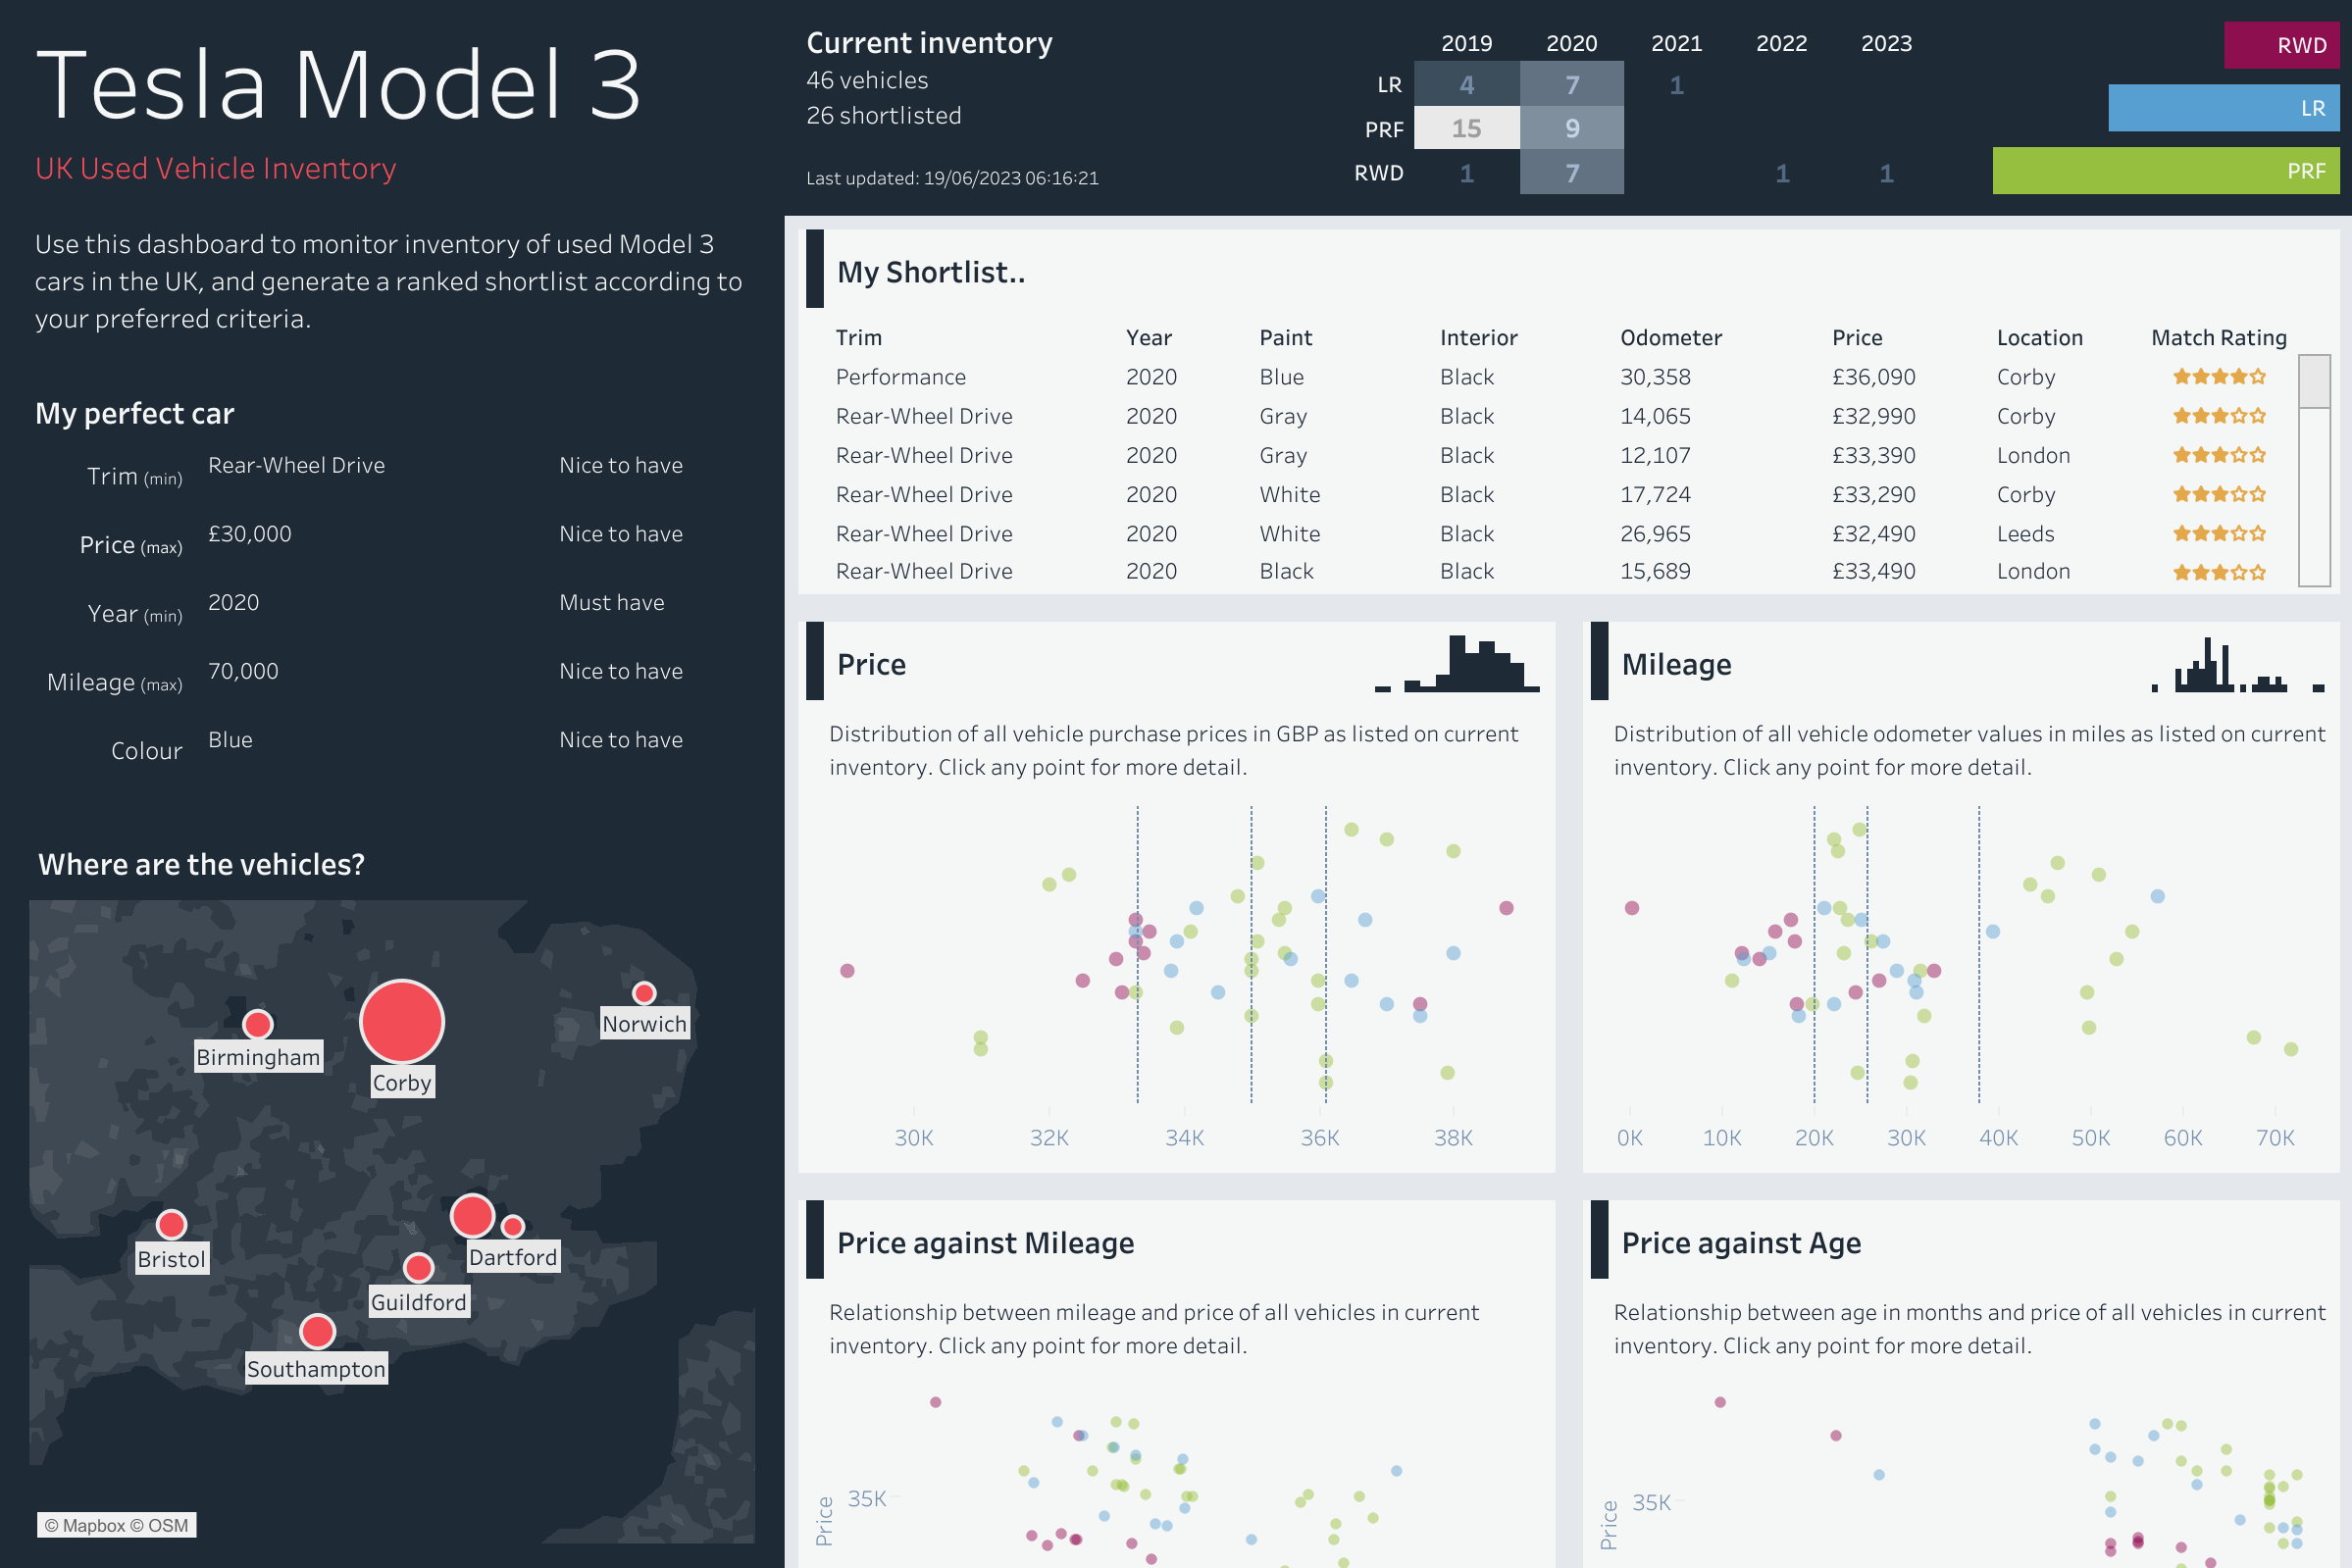 Tesla Model 3
UK Used Vehicle Inventory
Use this dashboard to monitor inventory of used Model 3
cars in the UK, and generate a ranked shortlist according to
your preferred criteria.
My perfect car
Trim (min) Rear-Wheel Drive Nice to have
Price (max) £30,000 Nice to have
Year (min) 2020 Must have
Mileage (max) 70,000 Nice to have
Colour Blue Nice to have
Where are the vehicles?
Norwich
Birmingham
Corby
Bristol
Dartford
Guildford
Southampton
© Mapbox © OSM
Current inventory
46 vehicles
26 shortlisted
Last updated: 19/06/2023 06:16:21
2019 2020 2021 2022 2023
LR 4 7 1
PRF 15 9
RWD 1 7 1 1
RWD
LR
PRF
My Shortlist..
Trim Year Paint Interior Odometer Price Location Match Rating
Performance 2020 Blue Black 30,358 £36,090 Corby ★★★★☆
Rear-Wheel Drive 2020 Gray Black 14,065 £32,990 Corby ★★★☆☆
Rear-Wheel Drive 2020 Gray Black 12,107 £33,390 London ★★★☆☆
Rear-Wheel Drive 2020 White Black 17,724 £33,290 Corby ★★★☆☆
Rear-Wheel Drive 2020 White Black 26,965 £32,490 Leeds ★★★☆☆
Rear-Wheel Drive 2020 Black Black 15,689 £33,490 London ★★★☆☆
Price
Distribution of all vehicle purchase prices in GBP as listed on current
inventory. Click any point for more detail.
30K 32K 34K 36K 38K
Mileage
Distribution of all vehicle odometer values in miles as listed on current
inventory. Click any point for more detail.
0K 10K 20K 30K 40K 50K 60K 70K
Price against Mileage
Relationship between mileage and price of all vehicles in current
inventory. Click any point for more detail.
35K
Price
Price against Age
Relationship between age in months and price of all vehicles in current
inventory. Click any point for more detail.
35K
Price